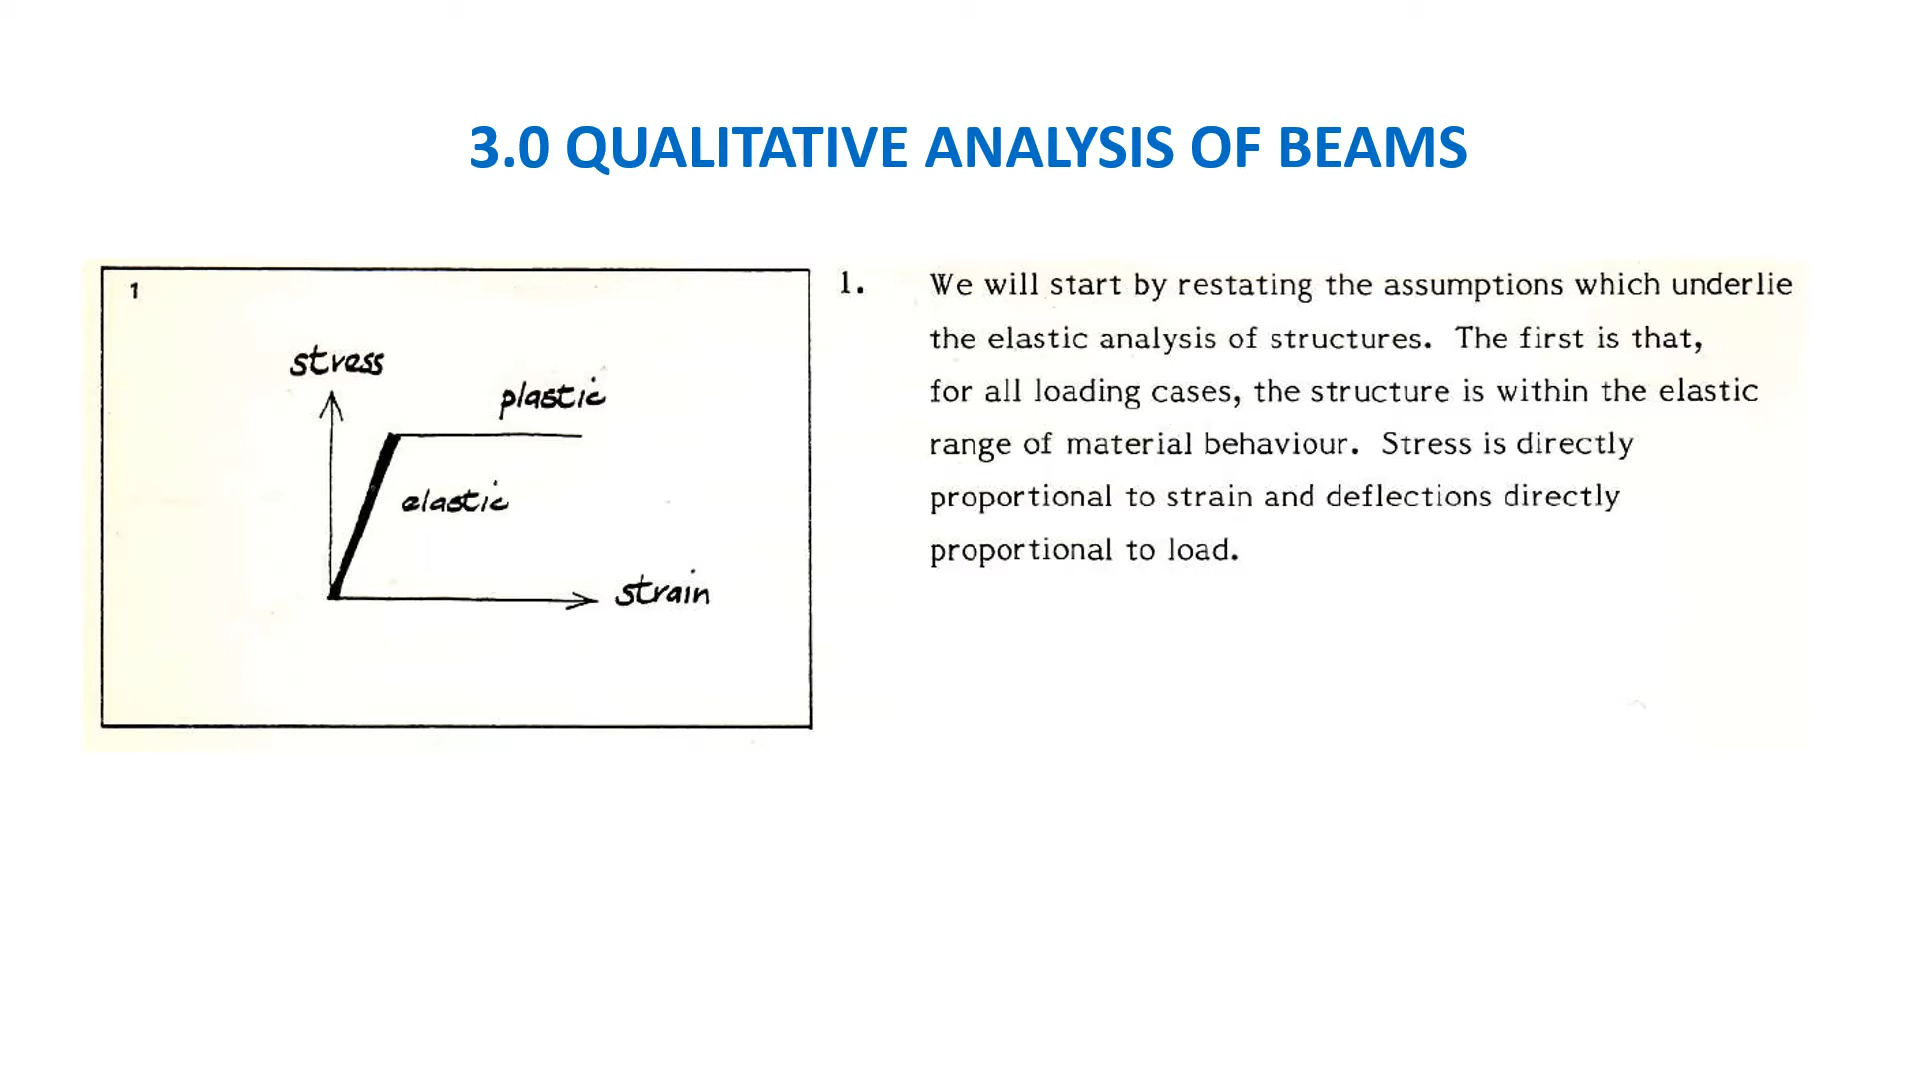 3.0 QUALITATIVE ANALYSIS OF BEAMS
1
stress
plastic
elastic
strain
1. We will start by restating the assumptions which underlie
the elastic analysis of structures. The first is that,
for all loading cases, the structure is within the elastic
range of material behaviour. Stress is directly
proportional to strain and deflections directly
proportional to load.